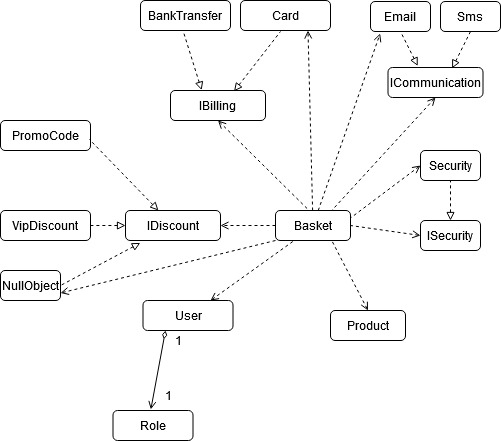 BankTransfer
Card
Email
Sms
IBilling
ICommunication
PromoCode
Security
VipDiscount
IDiscount
Basket
ISecurity
NullObject
User
Product
1
1
Role